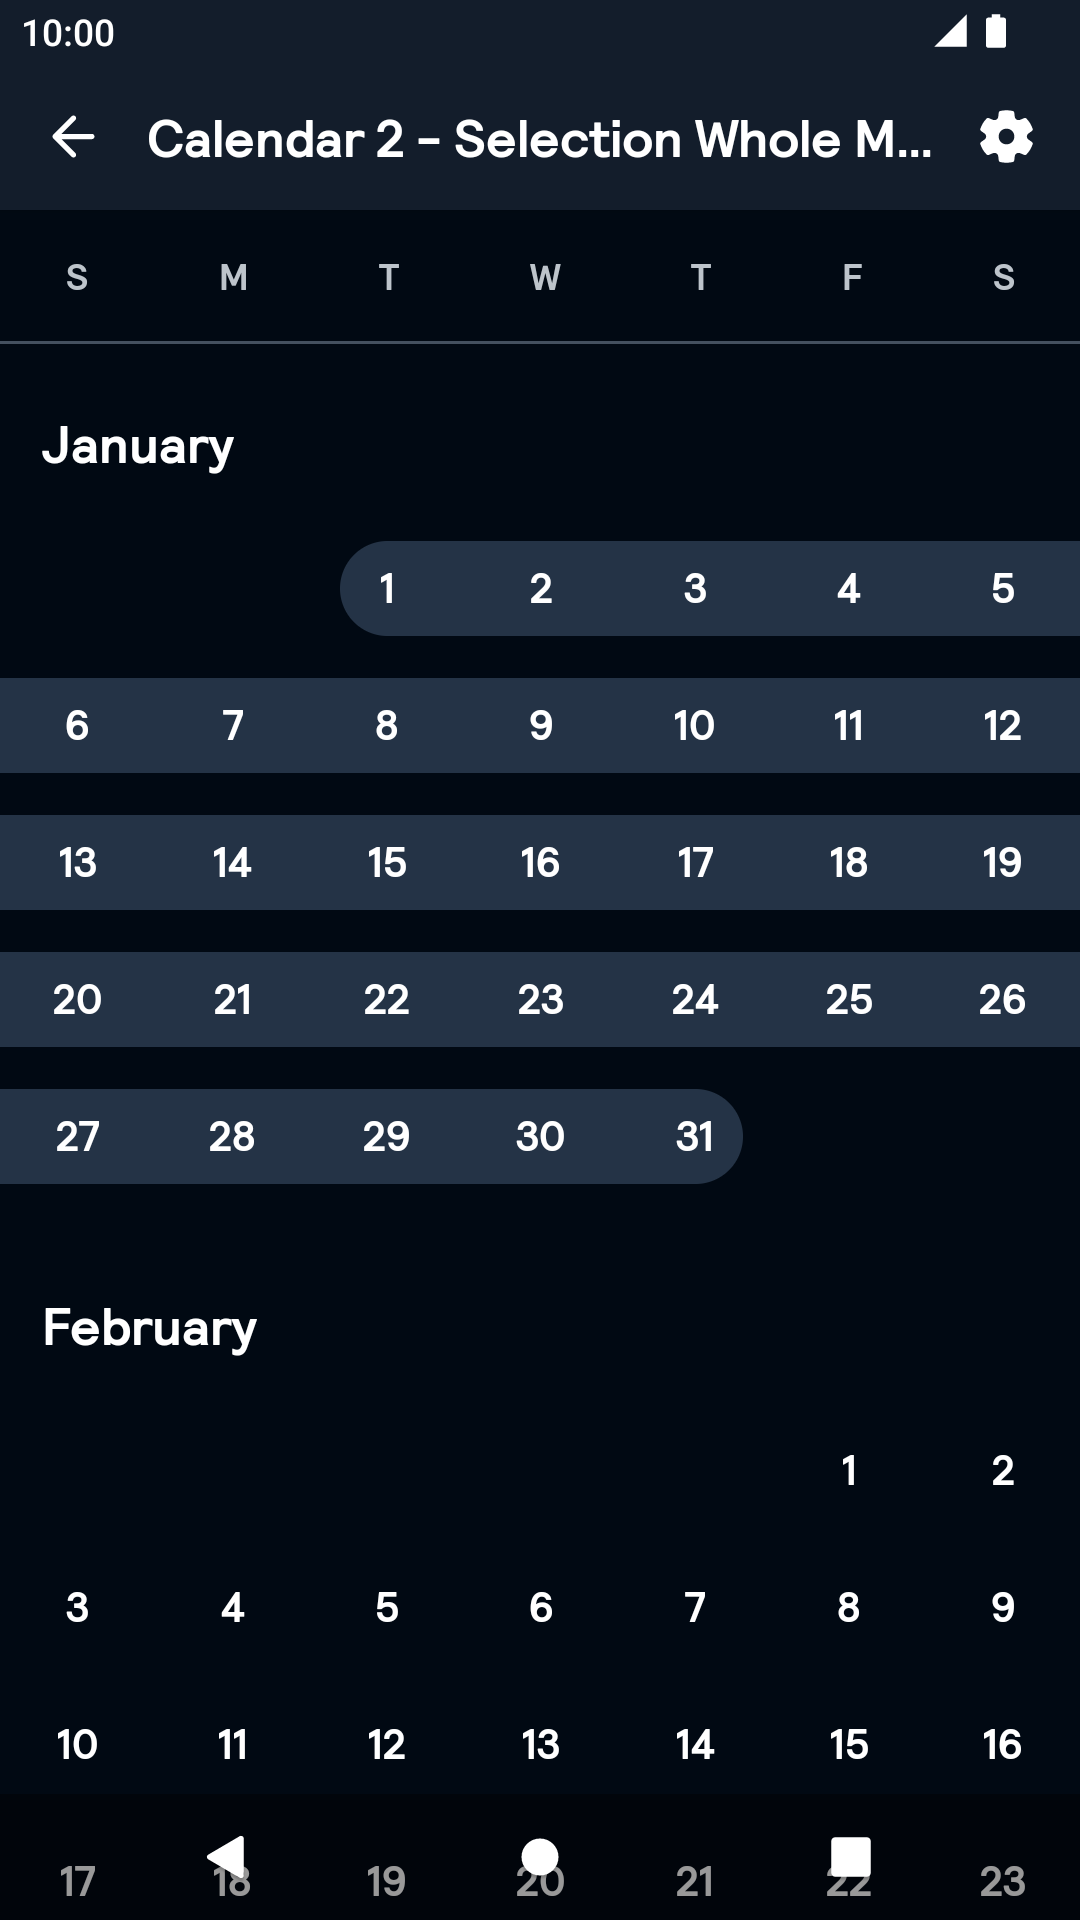 10:00
Calendar 2 – Selection Whole M...
S M T W T F S
January
1 2 3 4 5
6 7 8 9 10 11 12
13 14 15 16 17 18 19
20 21 22 23 24 25 26
27 28 29 30 31
February
1 2
3 4 5 6 7 8 9
10 11 12 13 14 15 16
17 18 19 20 21 22 23